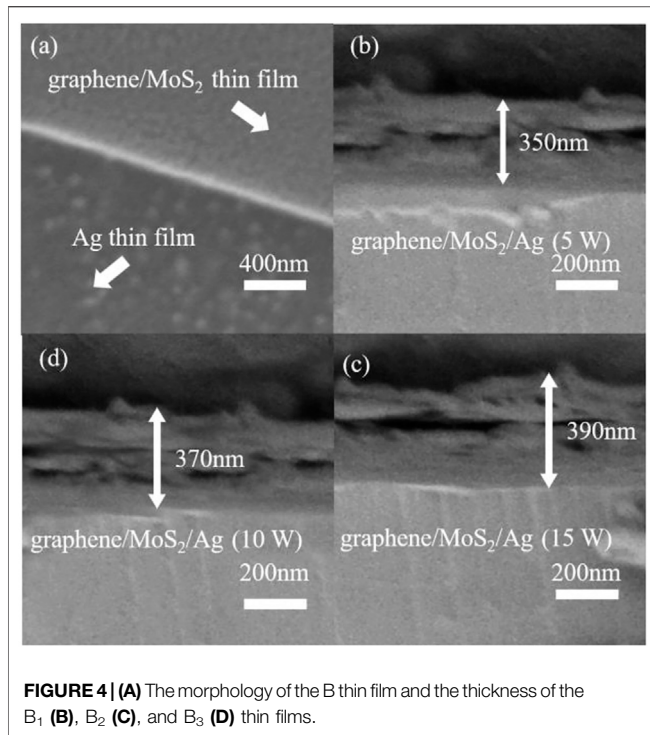 (a)
graphene/MoS₂ thin film
Ag thin film
400nm
(b)
350nm
graphene/MoS₂/Ag (5 W)
200nm
(d)
370nm
graphene/MoS₂/Ag (10 W)
200nm
(c)
390nm
graphene/MoS₂/Ag (15 W)
200nm
FIGURE 4 | (A) The morphology of the B thin film and the thickness of the
B₁ (B), B₂ (C), and B₃ (D) thin films.